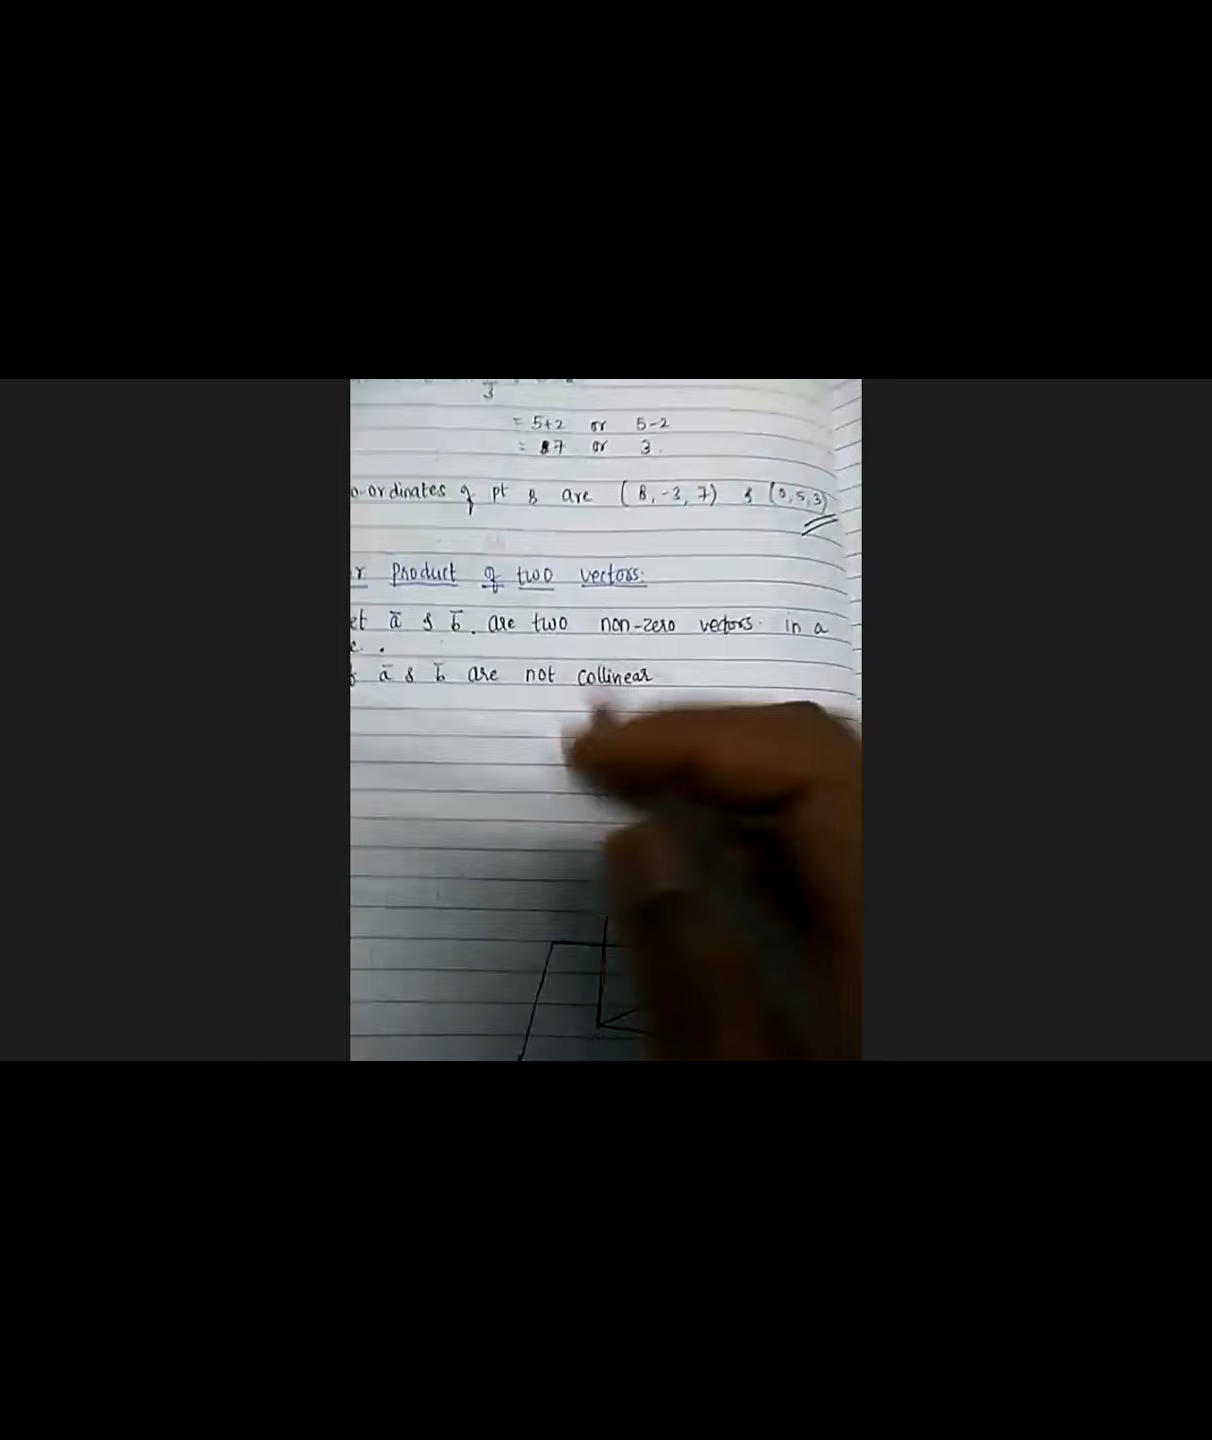 3
= 5+2 or 5-2
= 7 or 3.
o-ordinates of pt B are (8, -3, 7) & (0, 5, 3)
r Product of two vectors:
et a̅ & b̅. are two non-zero vectors. in a
e.
f a̅ & b̅ are not collinear